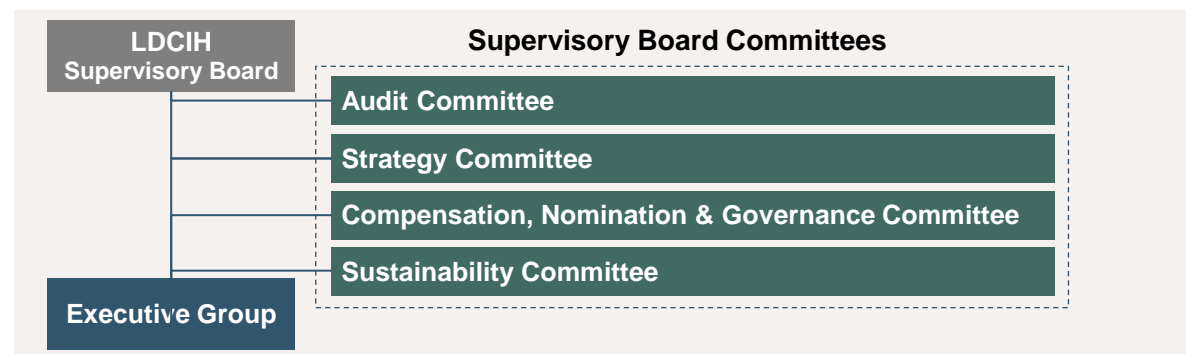 LDCIH
Supervisory Board
Supervisory Board Committees
Audit Committee
Strategy Committee
Compensation, Nomination & Governance Committee
Sustainability Committee
Executive Group